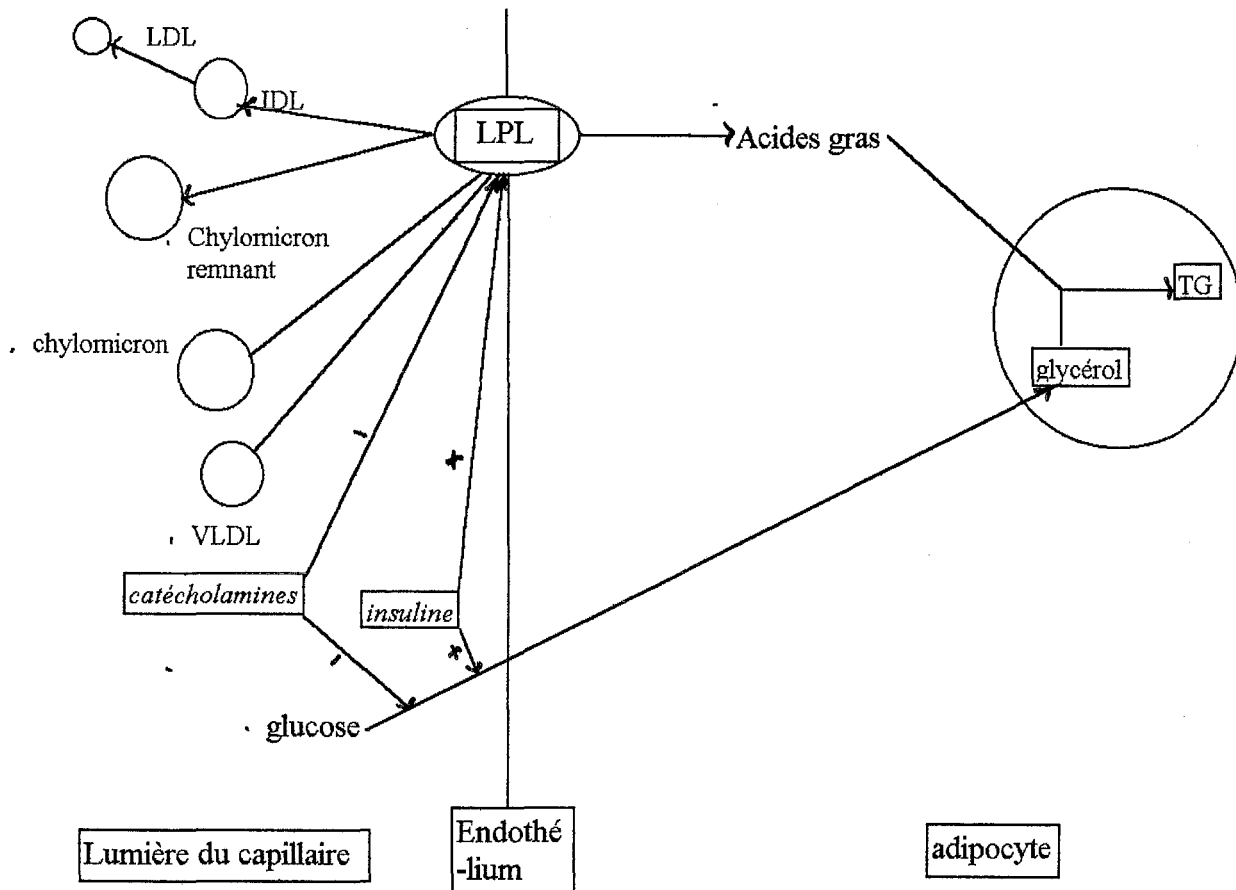 LDL
IDL
LPL
Acides gras
Chylomicron
remnant
TG
chylomicron
glycérol
VLDL
catécholamines
insuline
-
+
-
+
glucose
Lumière du capillaire
Endothé
-lium
adipocyte